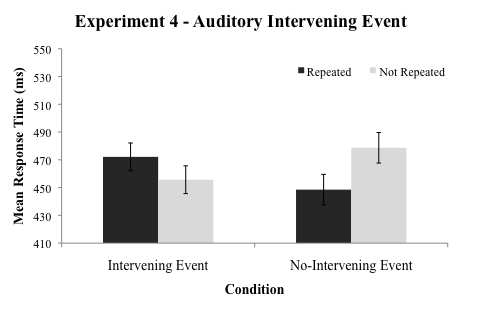 Experiment 4 - Auditory Intervening Event
Mean Response Time (ms)
550
530
510
490
470
450
430
410
Repeated
Not Repeated
Intervening Event
No-Intervening Event
Condition